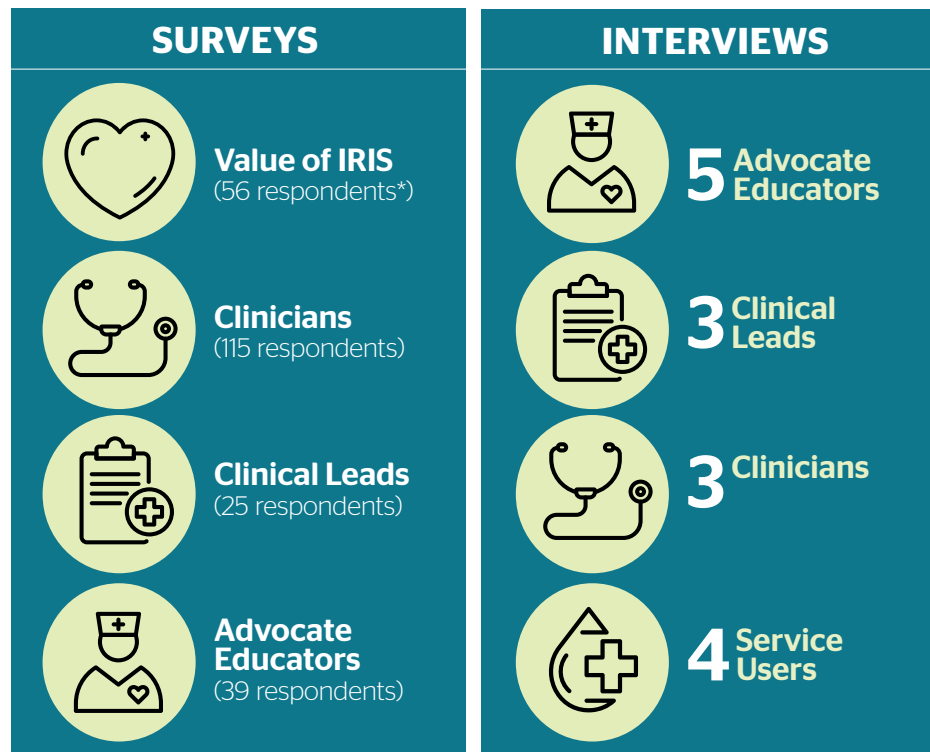 SURVEYS
Value of IRIS
(56 respondents*)
Clinicians
(115 respondents)
Clinical Leads
(25 respondents)
Advocate
Educators
(39 respondents)
INTERVIEWS
5 Advocate
Educators
3 Clinical
Leads
3 Clinicians
4 Service
Users